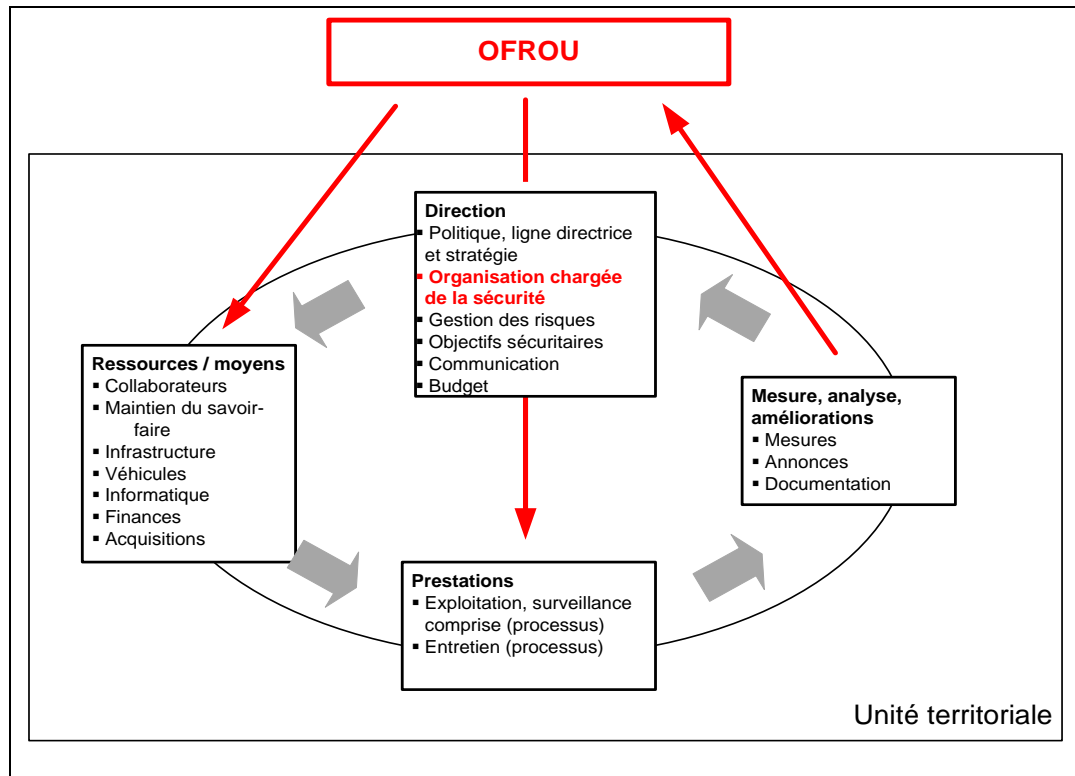 OFROU
Direction
▪ Politique, ligne directrice
et stratégie
▪ Organisation chargée
de la sécurité
▪ Gestion des risques
▪ Objectifs sécuritaires
▪ Communication
▪ Budget
Ressources / moyens
▪ Collaborateurs
▪ Maintien du savoir-
faire
▪ Infrastructure
▪ Véhicules
▪ Informatique
▪ Finances
▪ Acquisitions
Mesure, analyse,
améliorations
▪ Mesures
▪ Annonces
▪ Documentation
Prestations
▪ Exploitation, surveillance
comprise (processus)
▪ Entretien (processus)
Unité territoriale